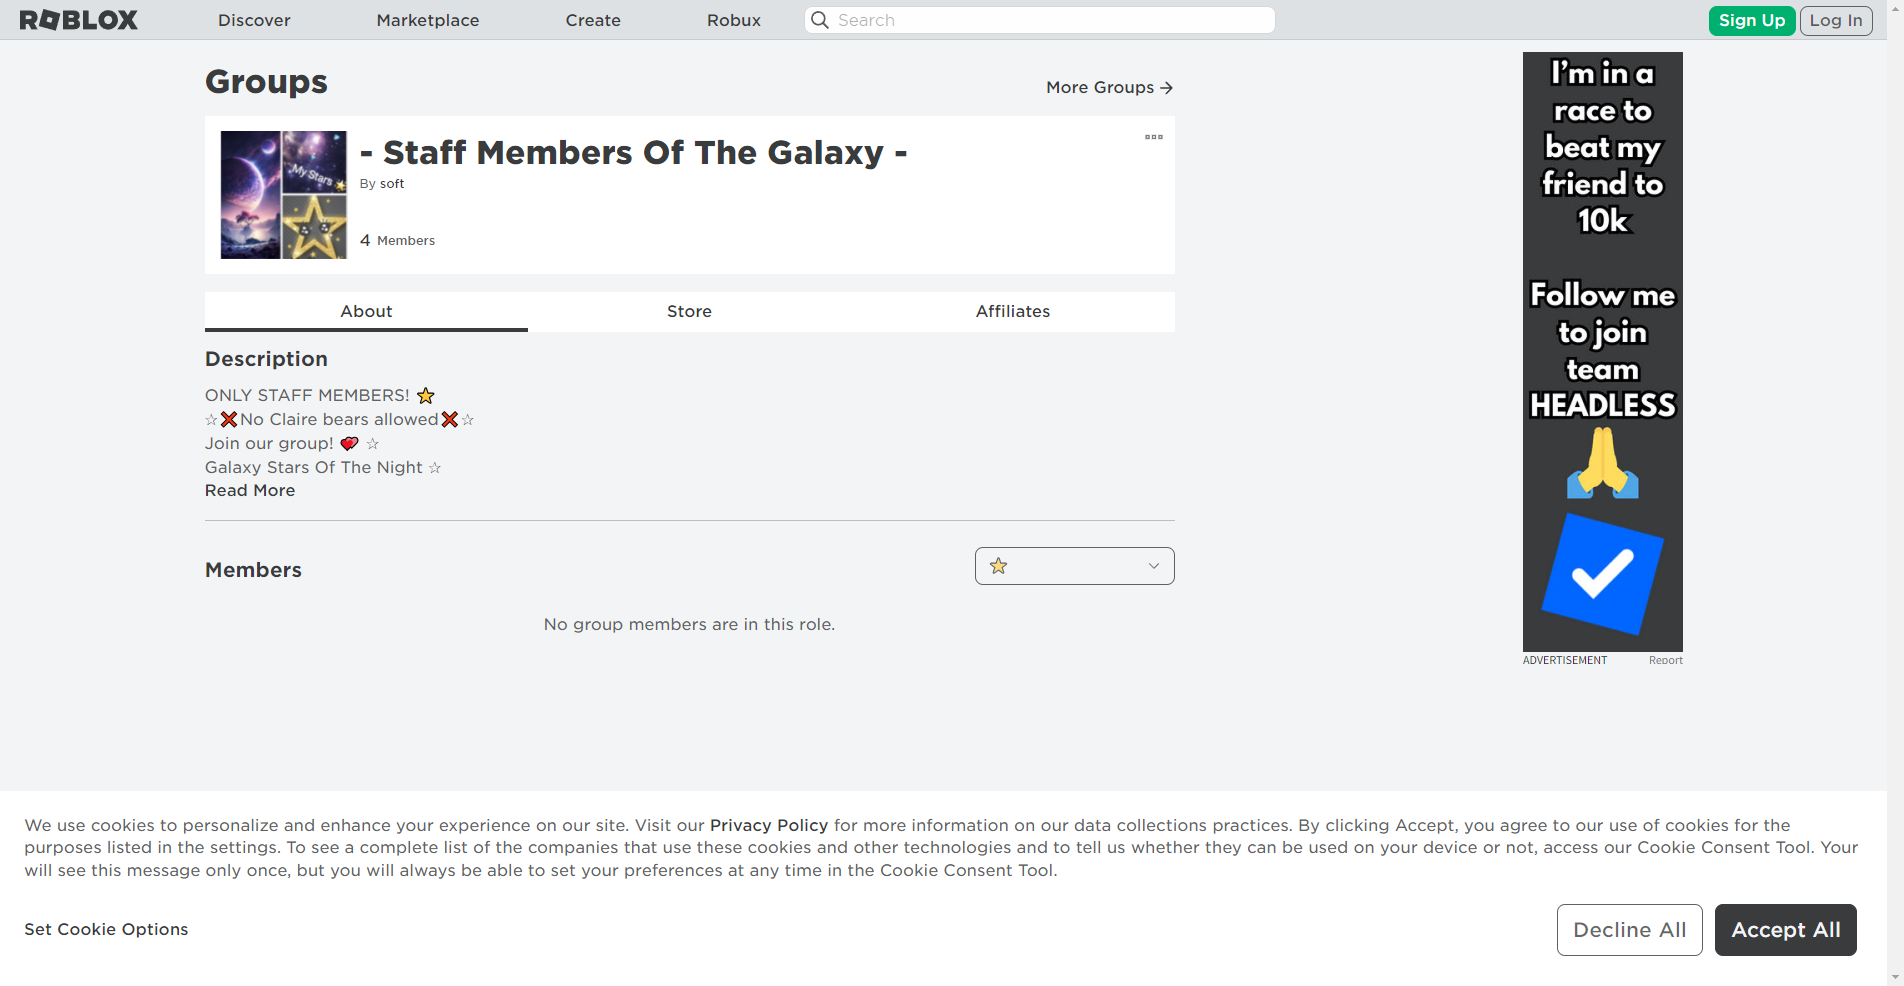 ROBLOX
Discover
Marketplace
Create
Robux
Search
Sign Up
Log In
Groups
More Groups →
My Stars ⭐
- Staff Members Of The Galaxy -
By soft
4 Members
About
Store
Affiliates
Description
ONLY STAFF MEMBERS! ⭐
☆❌No Claire bears allowed❌☆
Join our group! 💞 ☆
Galaxy Stars Of The Night ☆
Read More
Members
⭐
No group members are in this role.
I'm in a
race to
beat my
friend to
10k
Follow me
to join
team
HEADLESS
🙏
ADVERTISEMENT
Report
We use cookies to personalize and enhance your experience on our site. Visit our Privacy Policy for more information on our data collections practices. By clicking Accept, you agree to our use of cookies for the
purposes listed in the settings. To see a complete list of the companies that use these cookies and other technologies and to tell us whether they can be used on your device or not, access our Cookie Consent Tool. Your
will see this message only once, but you will always be able to set your preferences at any time in the Cookie Consent Tool.
Set Cookie Options
Decline All
Accept All